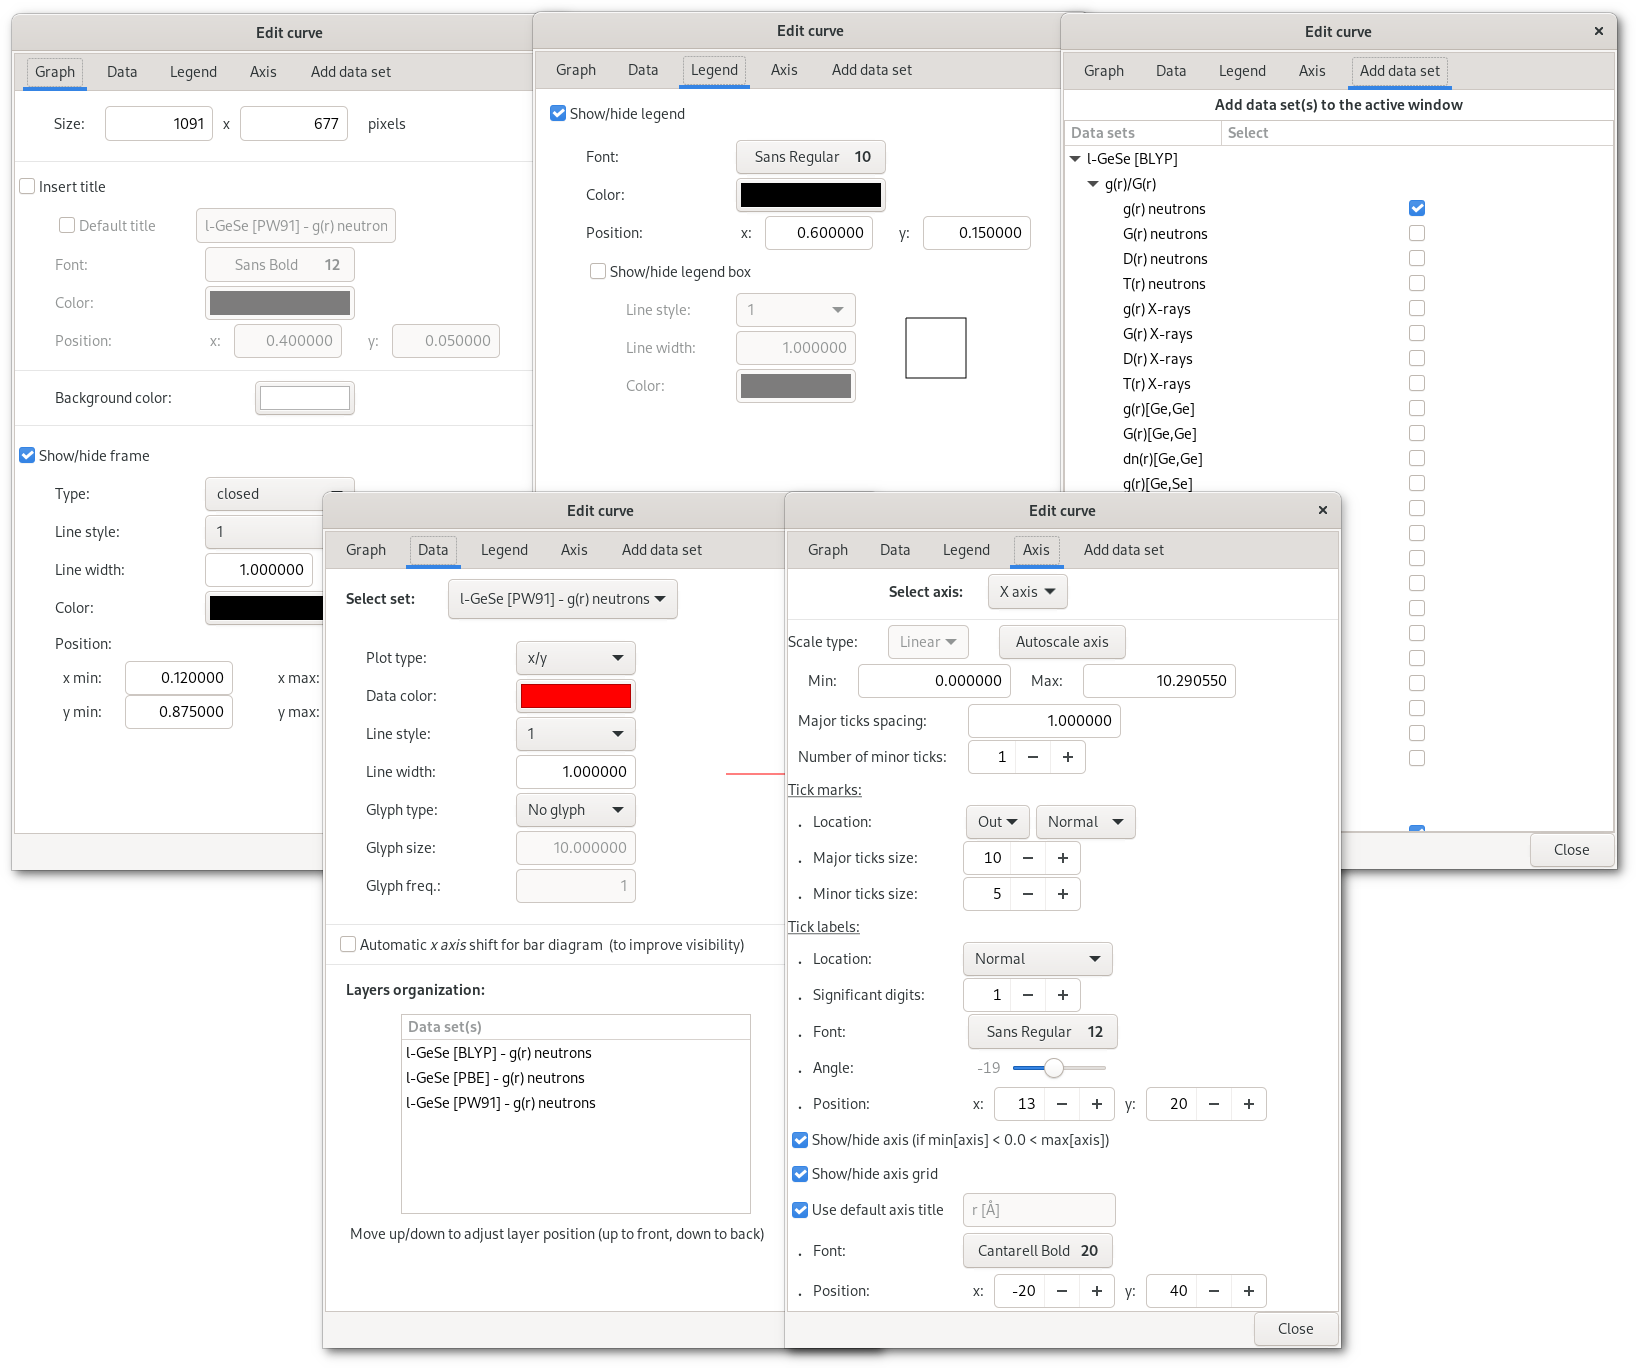 Edit curve
Graph Data Legend Axis Add data set
Size: 1091 x 677 pixels
Insert title
Default title l-GeSe [PW91] - g(r) neutron
Font: Sans Bold 12
Color:
Position: x: 0.400000 y: 0.050000
Background color:
Show/hide frame
Type: closed
Line style: 1
Line width: 1.000000
Color:
Position:
x min: 0.120000 x max:
y min: 0.875000 y max:
Edit curve
Graph Data Legend Axis Add data set
Show/hide legend
Font: Sans Regular 10
Color:
Position: x: 0.600000 y: 0.150000
Show/hide legend box
Line style: 1
Line width: 1.000000
Color:
Edit curve ×
Graph Data Legend Axis Add data set
Add data set(s) to the active window
Data sets Select
l-GeSe [BLYP]
g(r)/G(r)
g(r) neutrons
G(r) neutrons
D(r) neutrons
T(r) neutrons
g(r) X-rays
G(r) X-rays
D(r) X-rays
T(r) X-rays
g(r)[Ge,Ge]
G(r)[Ge,Ge]
dn(r)[Ge,Ge]
g(r)[Ge,Se]
Close
Edit curve
Graph Data Legend Axis Add data set
Select set: l-GeSe [PW91] - g(r) neutrons
Plot type: x/y
Data color:
Line style: 1
Line width: 1.000000
Glyph type: No glyph
Glyph size: 10.000000
Glyph freq.: 1
Automatic x axis shift for bar diagram (to improve visibility)
Layers organization:
Data set(s)
l-GeSe [BLYP] - g(r) neutrons
l-GeSe [PBE] - g(r) neutrons
l-GeSe [PW91] - g(r) neutrons
Move up/down to adjust layer position (up to front, down to back)
Edit curve ×
Graph Data Legend Axis Add data set
Select axis: X axis
Scale type: Linear Autoscale axis
Min: 0.000000 Max: 10.290550
Major ticks spacing: 1.000000
Number of minor ticks: 1 − +
Tick marks:
. Location: Out Normal
. Major ticks size: 10 − +
. Minor ticks size: 5 − +
Tick labels:
. Location: Normal
. Significant digits: 1 − +
. Font: Sans Regular 12
. Angle: -19
. Position: x: 13 − + y: 20 − +
Show/hide axis (if min[axis] < 0.0 < max[axis])
Show/hide axis grid
Use default axis title r [Å]
. Font: Cantarell Bold 20
. Position: x: -20 − + y: 40 − +
Close